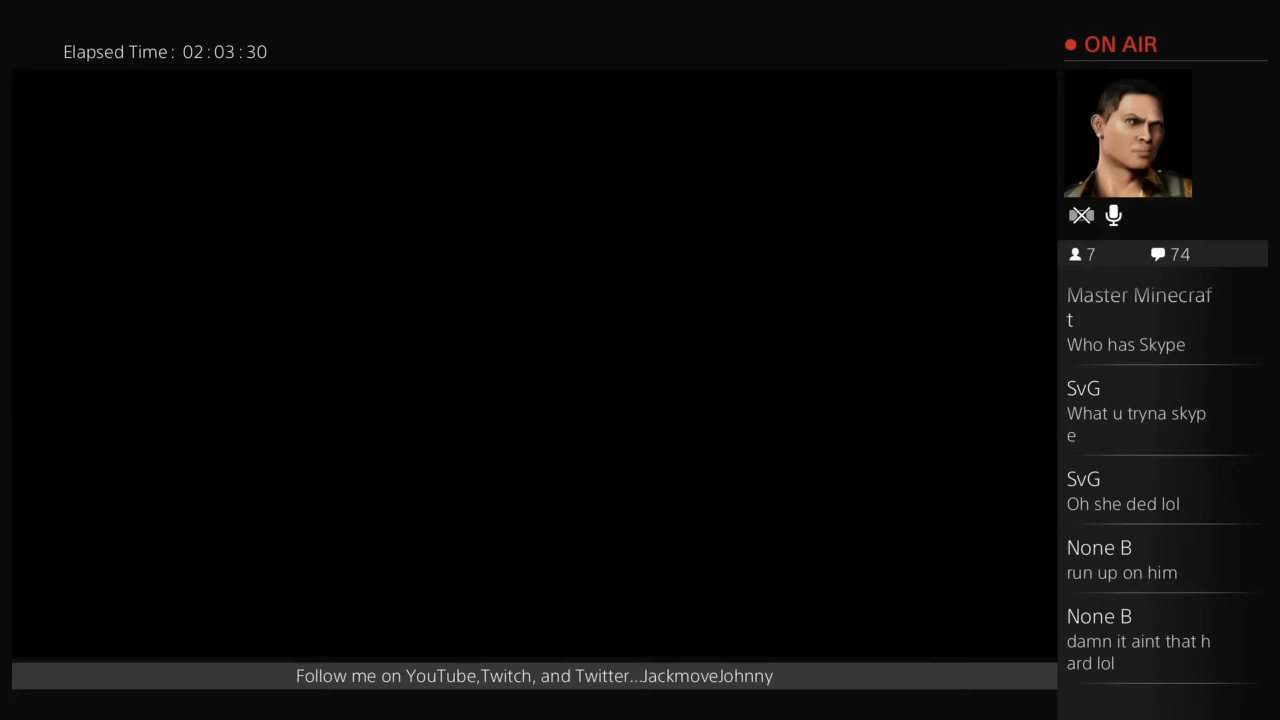 Elapsed Time: 02:03:30
ON AIR
7 74
Master Minecraf
t
Who has Skype
SvG
What u tryna skyp
e
SvG
Oh she ded lol
None B
run up on him
None B
damn it aint that h
ard lol
Follow me on YouTube,Twitch, and Twitter...JackmoveJohnny